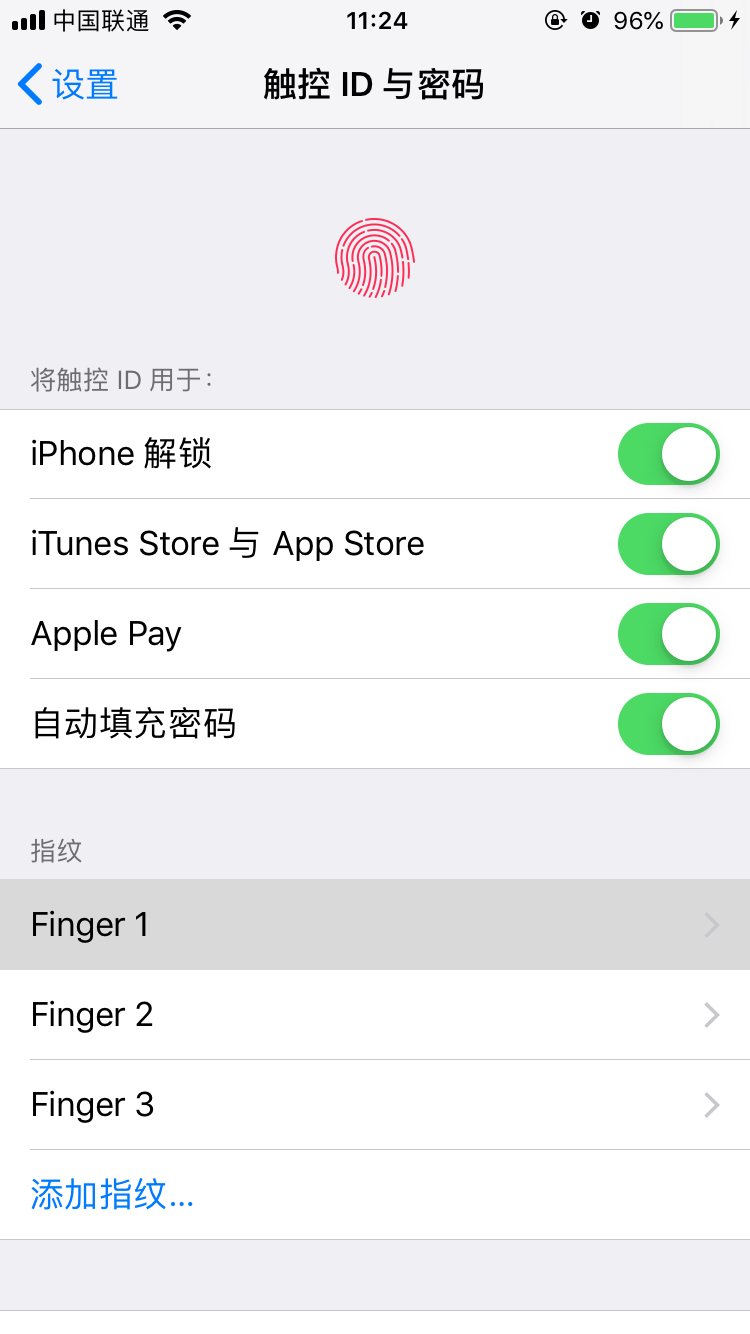 中国联通 11:24 96%
设置 触控 ID 与密码
将触控 ID 用于：
iPhone 解锁
iTunes Store 与 App Store
Apple Pay
自动填充密码
指纹
Finger 1
Finger 2
Finger 3
添加指纹...